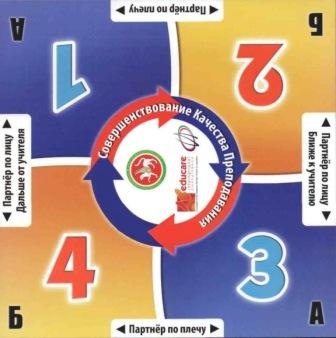 А
◄ Партнёр по плечу ►
Б
1
2
Совершенствование Качества Преподавания
◄ Партнёр по лицу ►
Дальше от учителя
◄ Партнёр по лицу ►
Ближе к учителю
educare
4
3
Б
◄ Партнёр по плечу ►
А